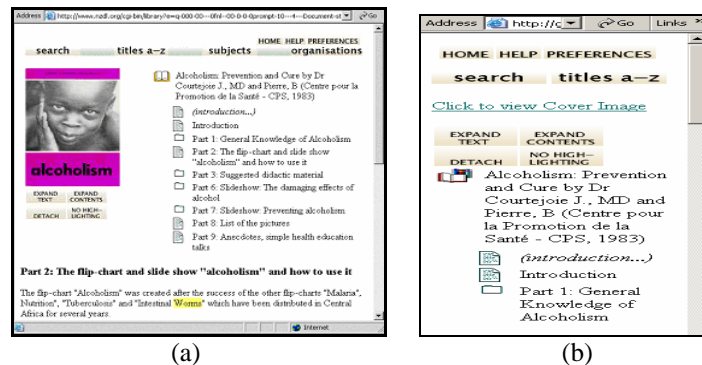 Address http://www.nzdl.org/cgi-bin/library?e=q-000-00---0fnl--00-0-0-0prompt-10---4---Document-st Go
HOME HELP PREFERENCES
search titles a–z subjects organisations
Alcoholism: Prevention and Cure by Dr
Courtejoie J., MD and Pierre, B (Centre pour la
Promotion de la Santé - CPS, 1983)
(introduction...)
Introduction
Part 1: General Knowledge of Alcoholism
Part 2: The flip-chart and slide show
"alcoholism" and how to use it
Part 3: Suggested didactic material
Part 6: Slideshow: The damaging effects of
alcohol
Part 7: Slideshow: Preventing alcoholism
Part 8: List of the pictures
Part 9: Anecdotes, simple health education
talks
alcoholism
EXPAND TEXT EXPAND CONTENTS
DETACH NO HIGH–LIGHTING
Part 2: The flip-chart and slide show "alcoholism" and how to use it
The flip-chart "Alcoholism" was created after the success of the other flip-charts "Malaria",
Nutrition", "Tuberculous" and "Intestinal Worms" which have been distributed in Central
Africa for several years.
Internet
(a)
Address http://c Go Links »
HOME HELP PREFERENCES
search titles a–z
Click to view Cover Image
EXPAND TEXT EXPAND CONTENTS
DETACH NO HIGH–LIGHTING
Alcoholism: Prevention
and Cure by Dr
Courtejoie J., MD and
Pierre, B (Centre pour
la Promotion de la
Santé - CPS, 1983)
(introduction...)
Introduction
Part 1: General
Knowledge of
Alcoholism
(b)